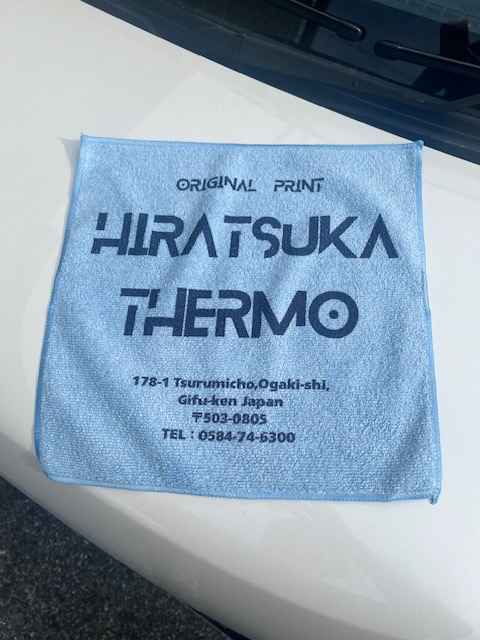 ORIGINAL PRINT
HIRATSUKA
THERMO
178-1 Tsurumicho,Ogaki-shi,
Gifu-ken Japan
〒503-0805
TEL：0584-74-6300